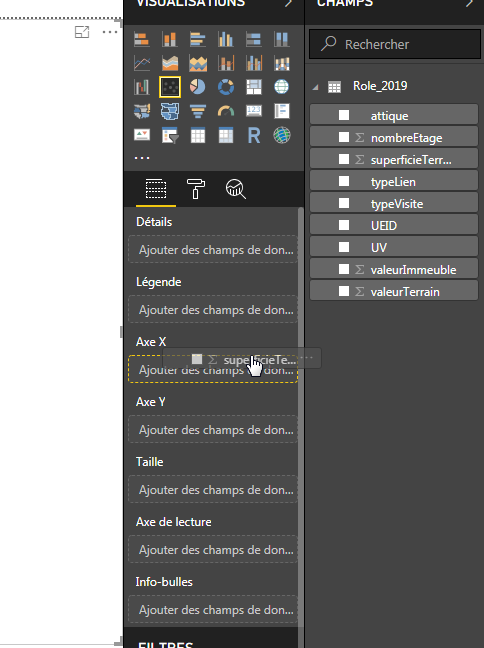 VISUALISATIONS
CHAMPS
Rechercher
Role_2019
attique
nombreEtage
superficieTerr...
typeLien
typeVisite
UEID
UV
valeurImmeuble
valeurTerrain
R
123
Détails
Ajouter des champs de don...
Légende
Ajouter des champs de don...
Axe X
superficieTe...
Ajouter des champs de don...
Axe Y
Ajouter des champs de don...
Taille
Ajouter des champs de don...
Axe de lecture
Ajouter des champs de don...
Info-bulles
Ajouter des champs de don...
FILTRES